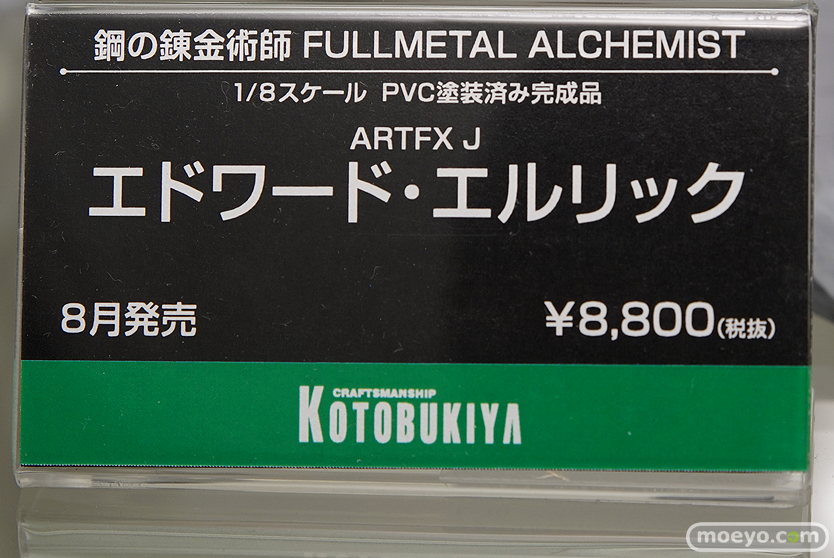 鋼の錬金術師 FULLMETAL ALCHEMIST
1/8スケール PVC塗装済み完成品
ARTFX J
エドワード・エルリック
8月発売 ¥8,800(税抜)
CRAFTSMANSHIP
KOTOBUKIYA
moeyo.com